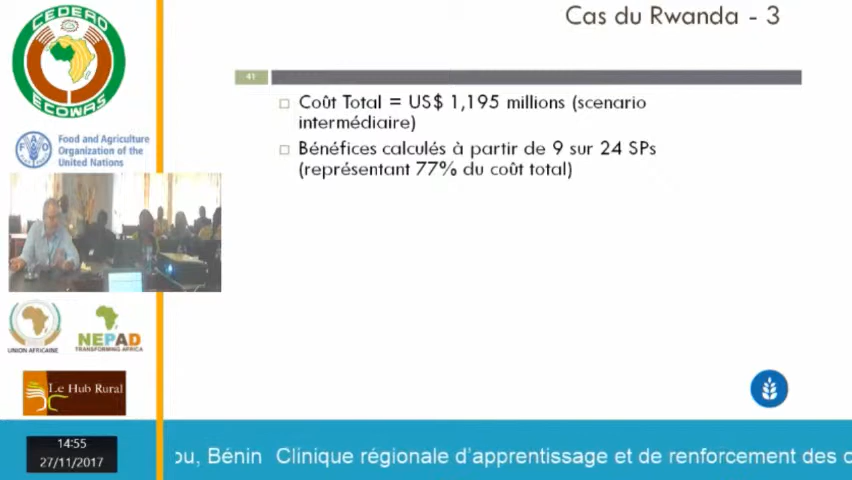 Cas du Rwanda - 3
CEDEAO
ECOWAS
41
Coût Total = US$ 1,195 millions (scenario
intermédiaire)
Bénéfices calculés à partir de 9 sur 24 SPs
(représentant 77% du coût total)
FAO
Food and Agriculture
Organization of the
United Nations
UNION AFRICAINE
NEPAD
TRANSFORMING AFRICA
Le Hub Rural
14:55
27/11/2017
ou, Bénin Clinique régionale d'apprentissage et de renforcement des c